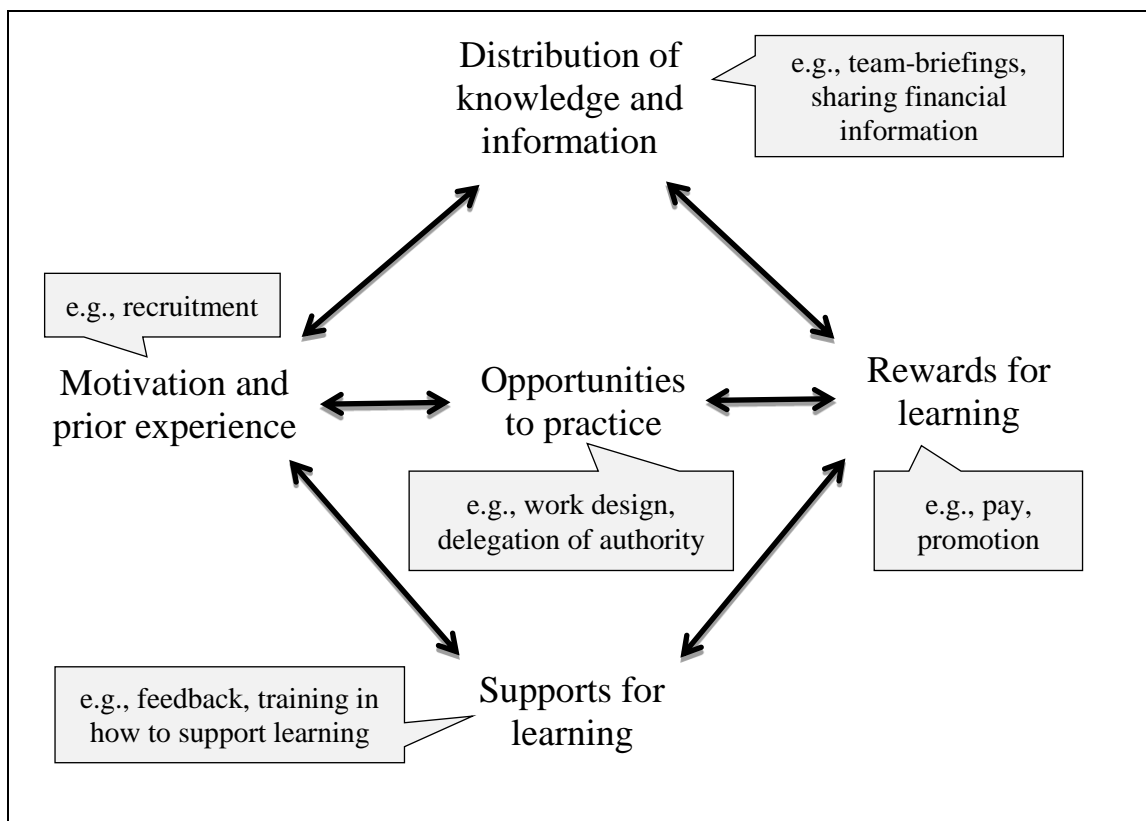 Distribution of
knowledge and
information
e.g., team-briefings,
sharing financial
information
e.g., recruitment
Motivation and
prior experience
Opportunities
to practice
Rewards for
learning
e.g., work design,
delegation of authority
e.g., pay,
promotion
e.g., feedback, training in
how to support learning
Supports for
learning